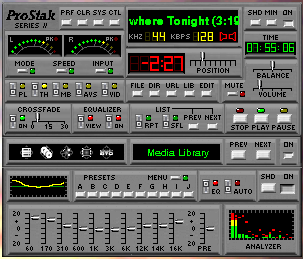 ProStak
SERIES II
PRF CLR SYS CTL
where Tonight (3:19
SHD MIN ON
KHZ 44 KBPS 128
TIME
07:55:06
L R
-2:27
POSITION
BALANCE
MODE SPEED INPUT
FILE DIR URL LIB EDIT MUTE
VOLUME
PL TH MB AVS VID
CROSSFADE
ON 0 15 30
EQUALIZER
VIEW ON
LIST
RPT SFL
PREV NEXT
STOP PLAY PAUSE
AVS
Media Library
PREV NEXT ON
PRESETS
MENU
A B C D E F G H I J
EQ AUTO
SHD ON
60 170 310 600 1K 3K 6K 12K 14K 16K PRE
ANALYZER